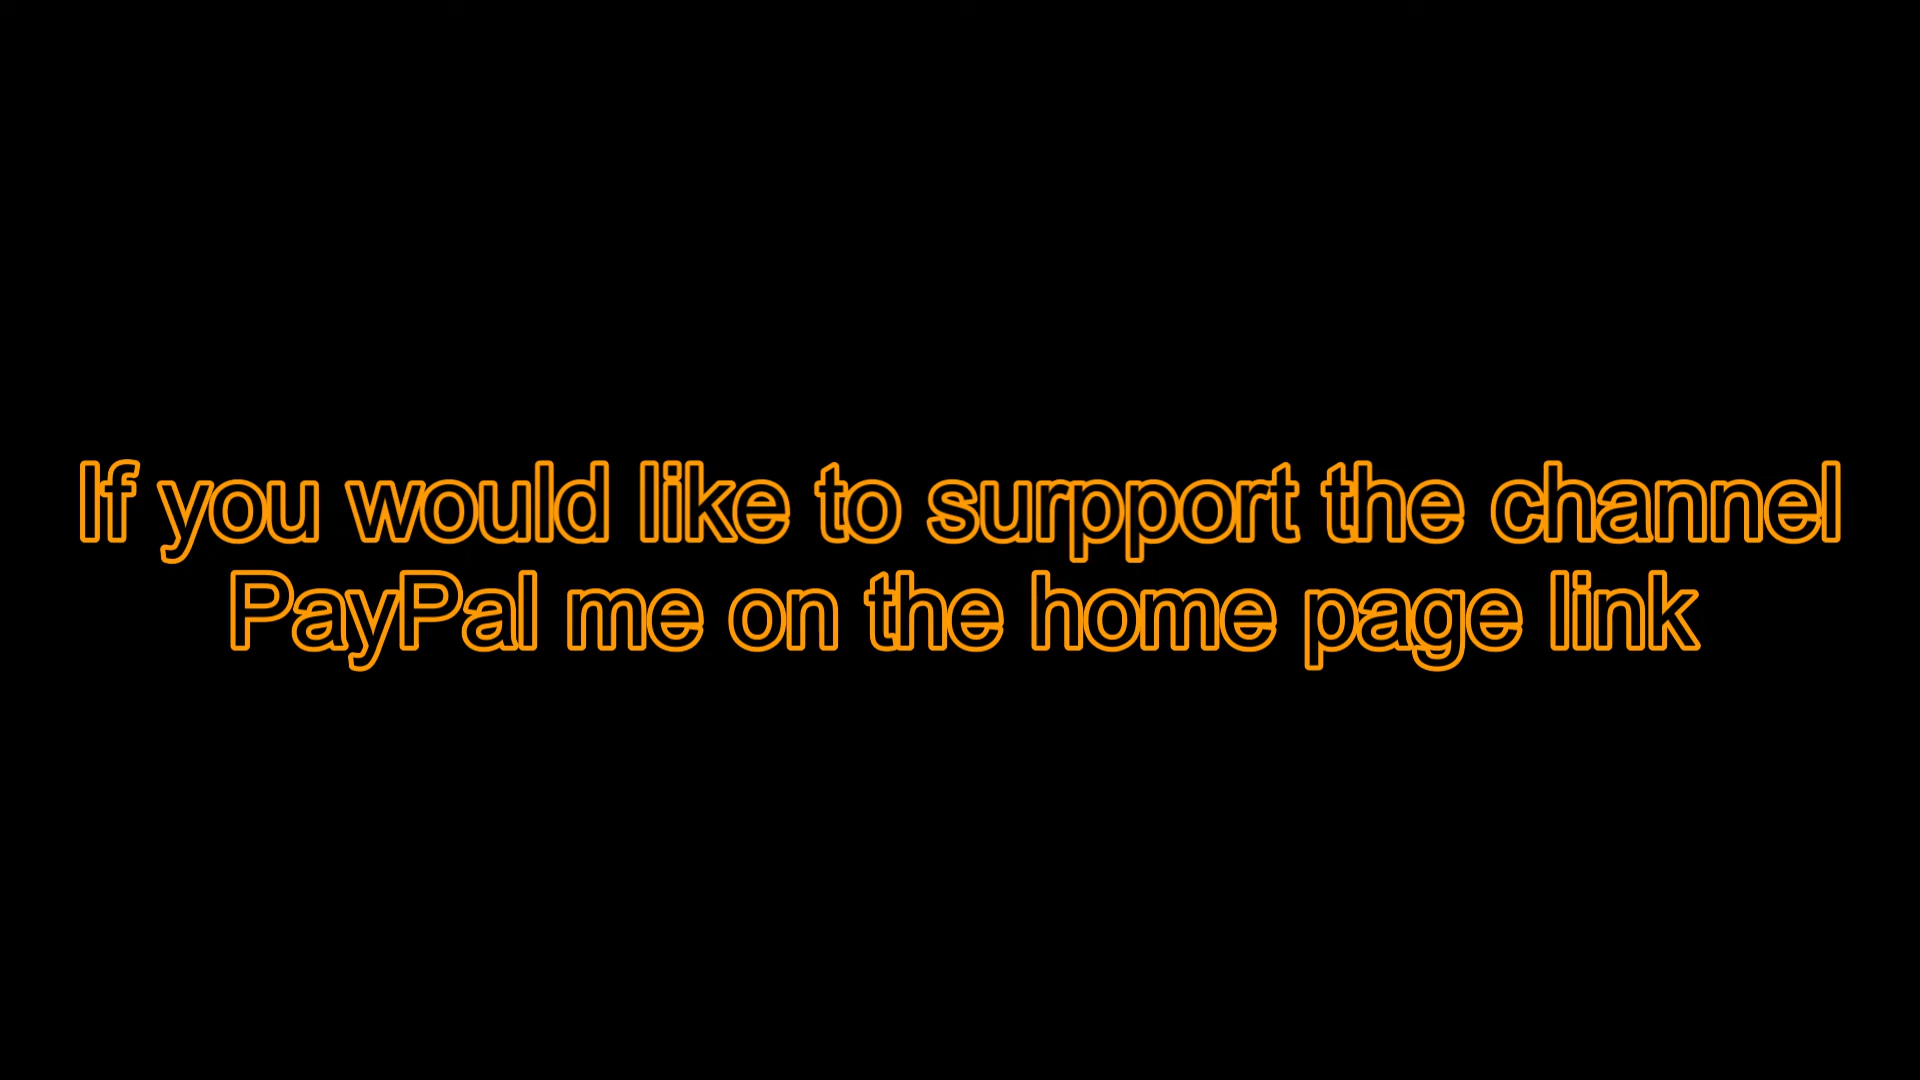 If you would like to surpport the channel
PayPal me on the home page link